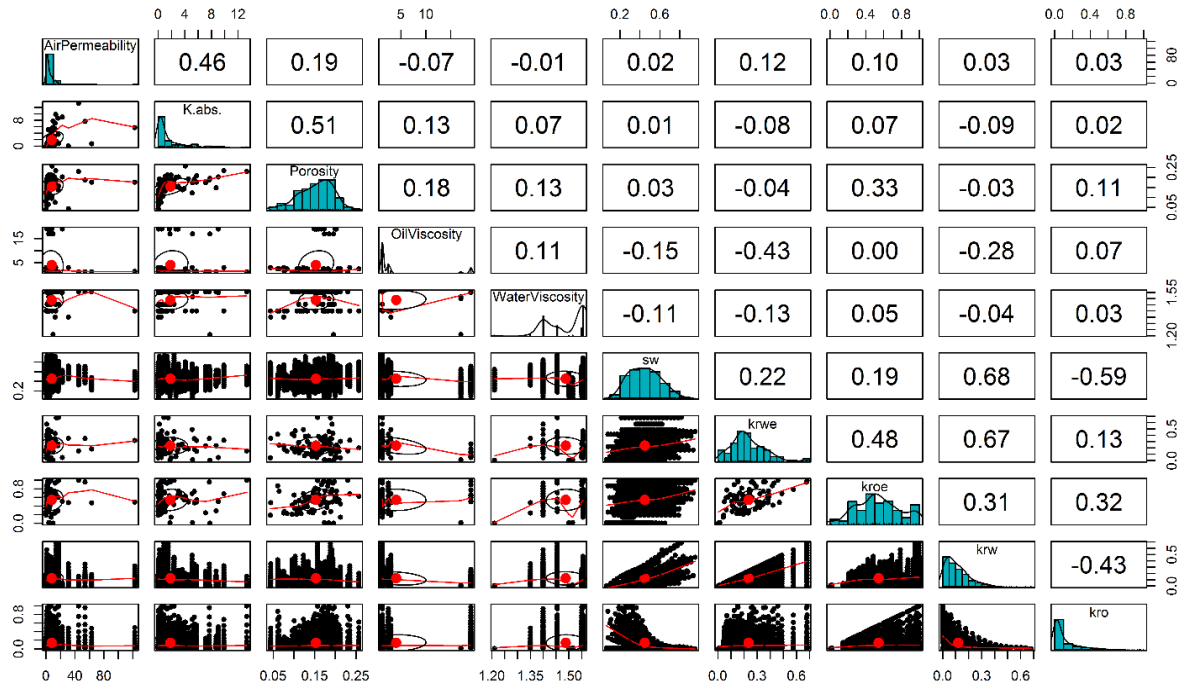 0 4 8 12 5 10 0.2 0.6 0.0 0.4 0.8 0.0 0.4 0.8
AirPermeability 0.46 0.19 -0.07 -0.01 0.02 0.12 0.10 0.03 0.03 0 80
0 8 K.abs. 0.51 0.13 0.07 0.01 -0.08 0.07 -0.09 0.02
Porosity 0.18 0.13 0.03 -0.04 0.33 -0.03 0.11 0.05 0.25
5 15 OilViscosity 0.11 -0.15 -0.43 0.00 -0.28 0.07
WaterViscosity -0.11 -0.13 0.05 -0.04 0.03 1.20 1.55
0.2 sw 0.22 0.19 0.68 -0.59
krwe 0.48 0.67 0.13 0.0 0.5
0.0 0.8 kroe 0.31 0.32
krw -0.43 0.0 0.5
0.0 0.8 kro
0 40 80 0.05 0.15 0.25 1.20 1.35 1.50 0.0 0.3 0.6 0.0 0.3 0.6